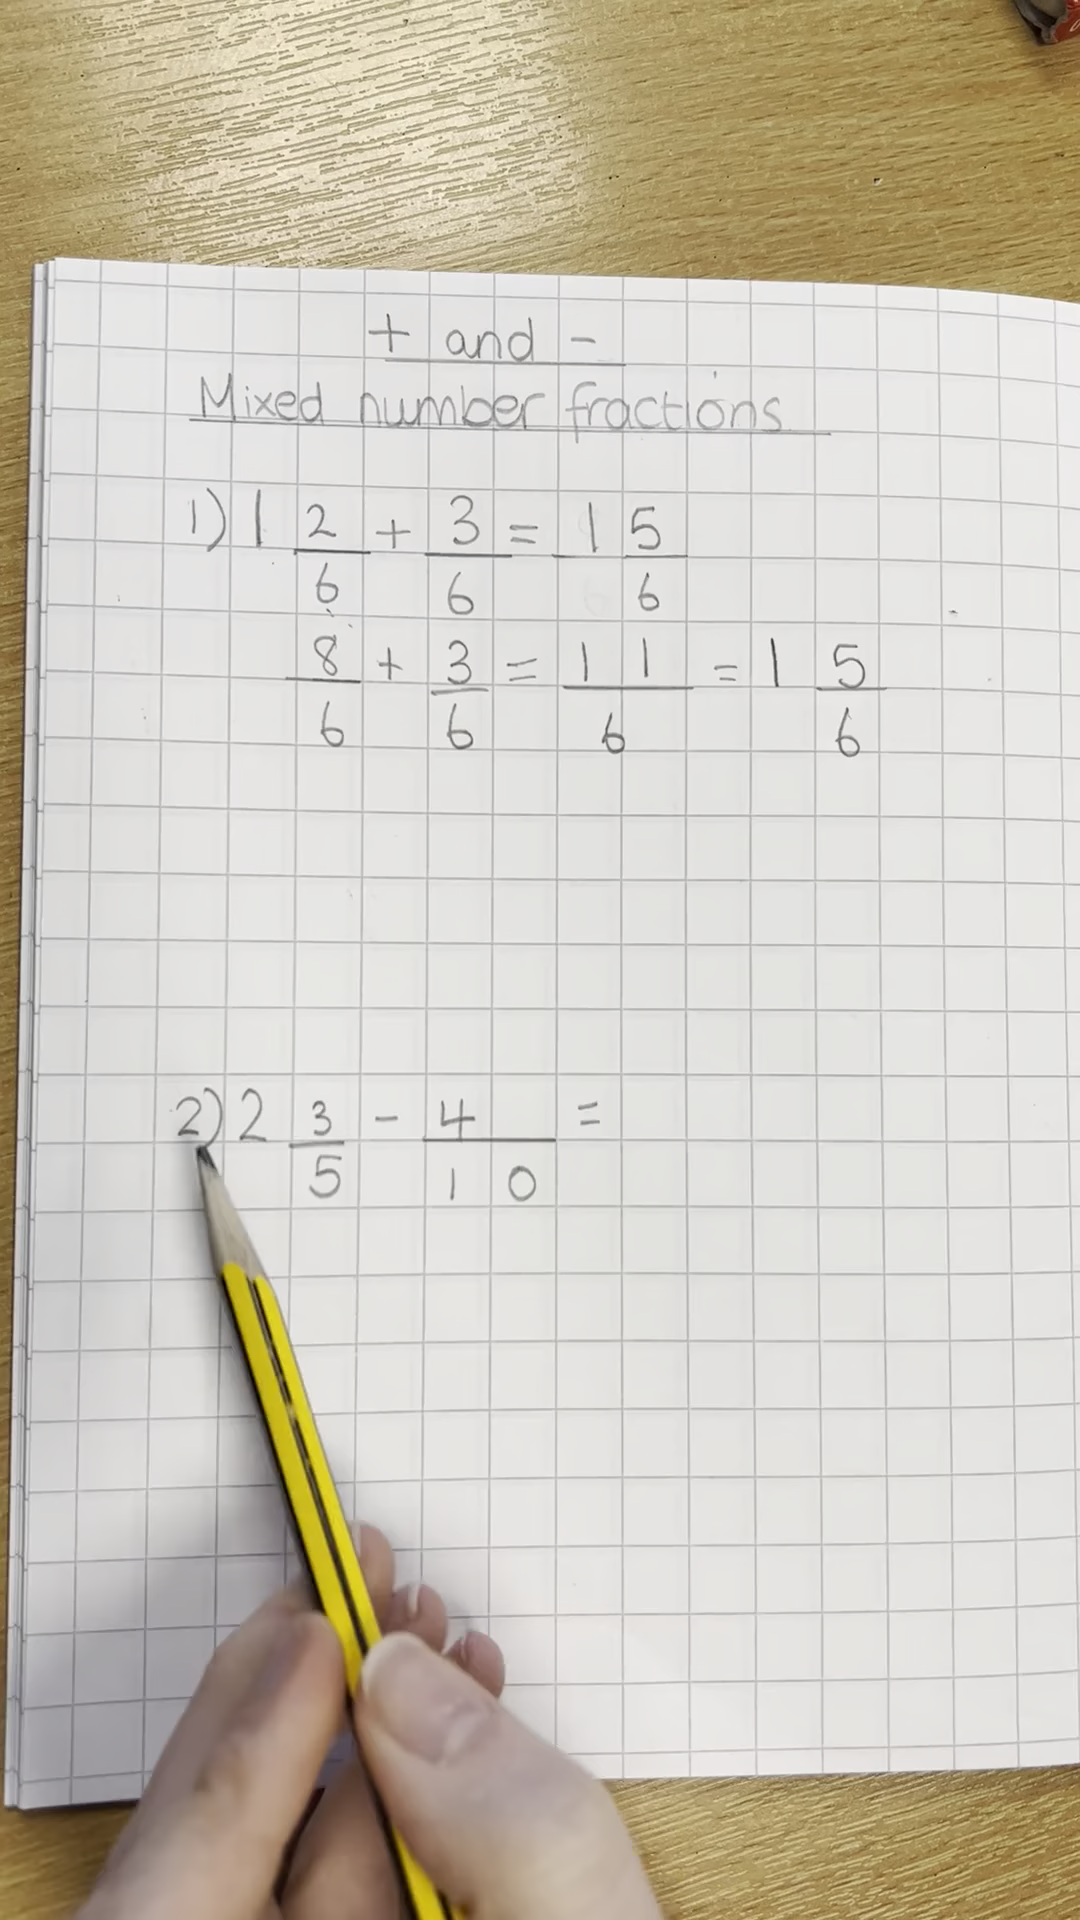 + and -
Mixed number fractions
1) 1 2/6 + 3/6 = 1 5/6
8/6 + 3/6 = 11/6 = 1 5/6
2) 2 3/5 - 4/10 =